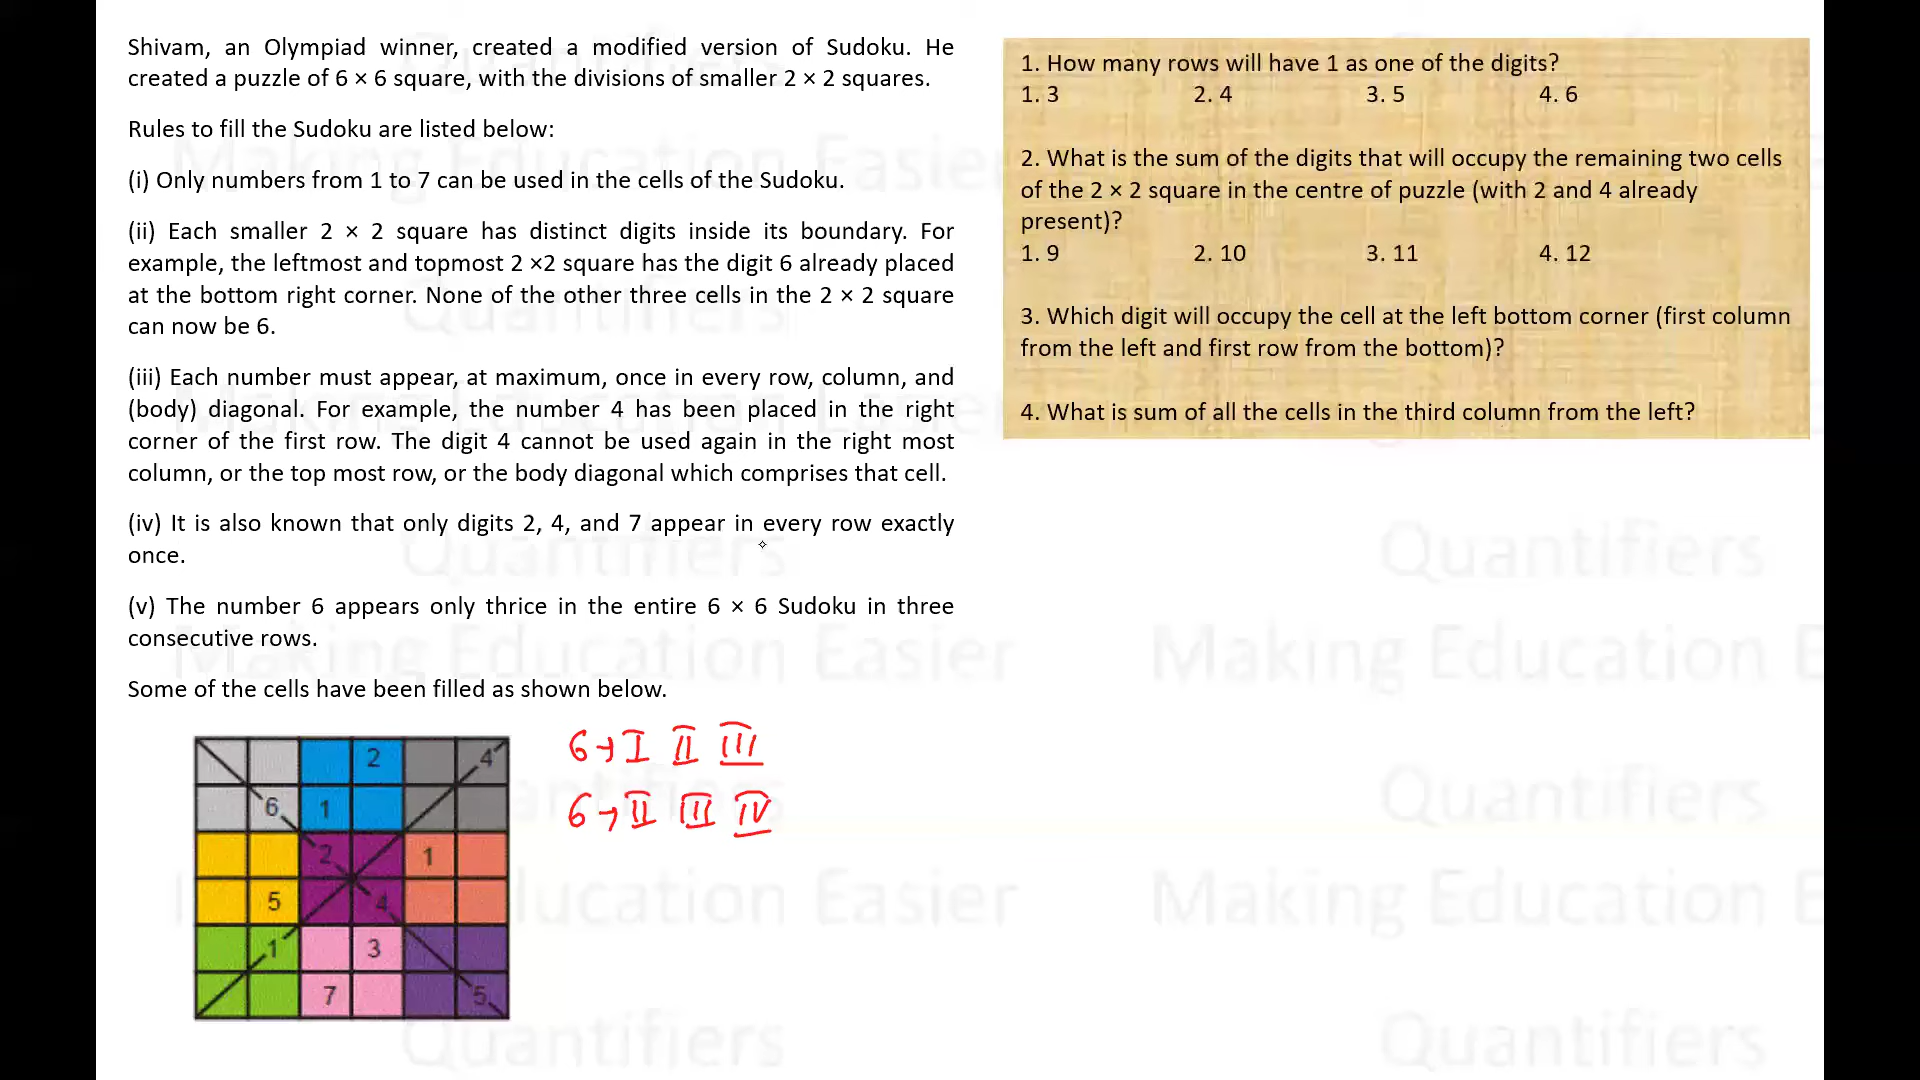 Shivam, an Olympiad winner, created a modified version of Sudoku. He
created a puzzle of 6 × 6 square, with the divisions of smaller 2 × 2 squares.
Rules to fill the Sudoku are listed below:
(i) Only numbers from 1 to 7 can be used in the cells of the Sudoku.
(ii) Each smaller 2 × 2 square has distinct digits inside its boundary. For
example, the leftmost and topmost 2 ×2 square has the digit 6 already placed
at the bottom right corner. None of the other three cells in the 2 × 2 square
can now be 6.
(iii) Each number must appear, at maximum, once in every row, column, and
(body) diagonal. For example, the number 4 has been placed in the right
corner of the first row. The digit 4 cannot be used again in the right most
column, or the top most row, or the body diagonal which comprises that cell.
(iv) It is also known that only digits 2, 4, and 7 appear in every row exactly
once.
(v) The number 6 appears only thrice in the entire 6 × 6 Sudoku in three
consecutive rows.
Some of the cells have been filled as shown below.
2 4
6 1
2 1
5 4
1 3
7 5
6→ I II III
6→ II III IV
1. How many rows will have 1 as one of the digits?
1. 3 2. 4 3. 5 4. 6
2. What is the sum of the digits that will occupy the remaining two cells
of the 2 × 2 square in the centre of puzzle (with 2 and 4 already
present)?
1. 9 2. 10 3. 11 4. 12
3. Which digit will occupy the cell at the left bottom corner (first column
from the left and first row from the bottom)?
4. What is sum of all the cells in the third column from the left?
Quantifiers
Making Education Easier
Quantifiers
Making Education E
Quantifiers
Making Education E
Quantifiers